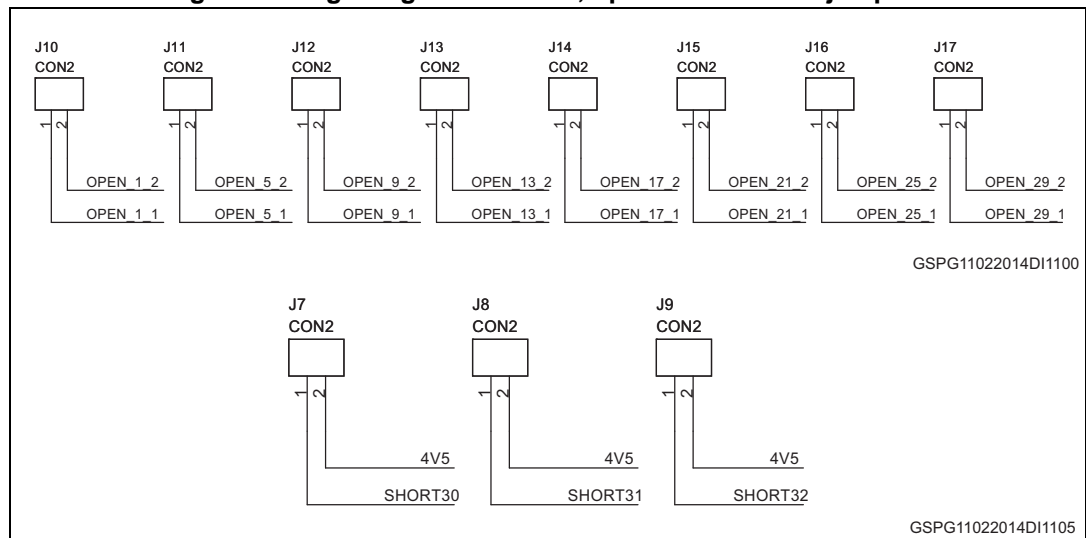 J10 J11 J12 J13 J14 J15 J16 J17
CON2 CON2 CON2 CON2 CON2 CON2 CON2 CON2
1 2 1 2 1 2 1 2 1 2 1 2 1 2 1 2
OPEN_1_2 OPEN_5_2 OPEN_9_2 OPEN_13_2 OPEN_17_2 OPEN_21_2 OPEN_25_2 OPEN_29_2
OPEN_1_1 OPEN_5_1 OPEN_9_1 OPEN_13_1 OPEN_17_1 OPEN_21_1 OPEN_25_1 OPEN_29_1
GSPG11022014DI1100
J7 J8 J9
CON2 CON2 CON2
1 2 1 2 1 2
4V5 4V5 4V5
SHORT30 SHORT31 SHORT32
GSPG11022014DI1105